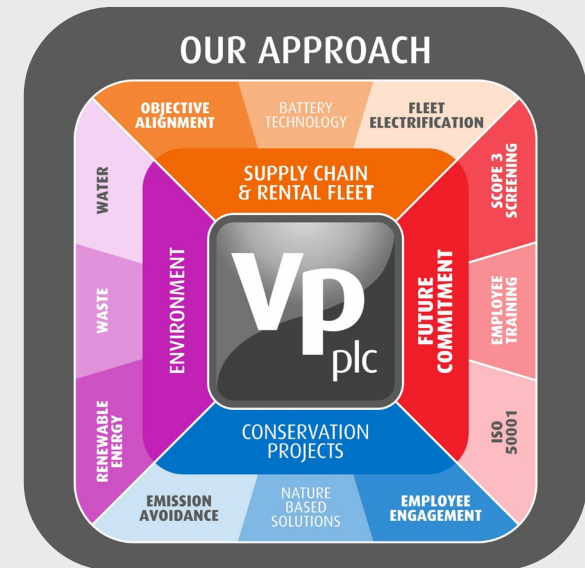 OUR APPROACH
OBJECTIVE
ALIGNMENT
BATTERY
TECHNOLOGY
FLEET
ELECTRIFICATION
SUPPLY CHAIN
& RENTAL FLEET
WATER
WASTE
RENEWABLE
ENERGY
ENVIRONMENT
Vp
plc
FUTURE
COMMITMENT
SCOPE 3
SCREENING
EMPLOYEE
TRAINING
ISO
50001
CONSERVATION
PROJECTS
EMISSION
AVOIDANCE
NATURE
BASED
SOLUTIONS
EMPLOYEE
ENGAGEMENT